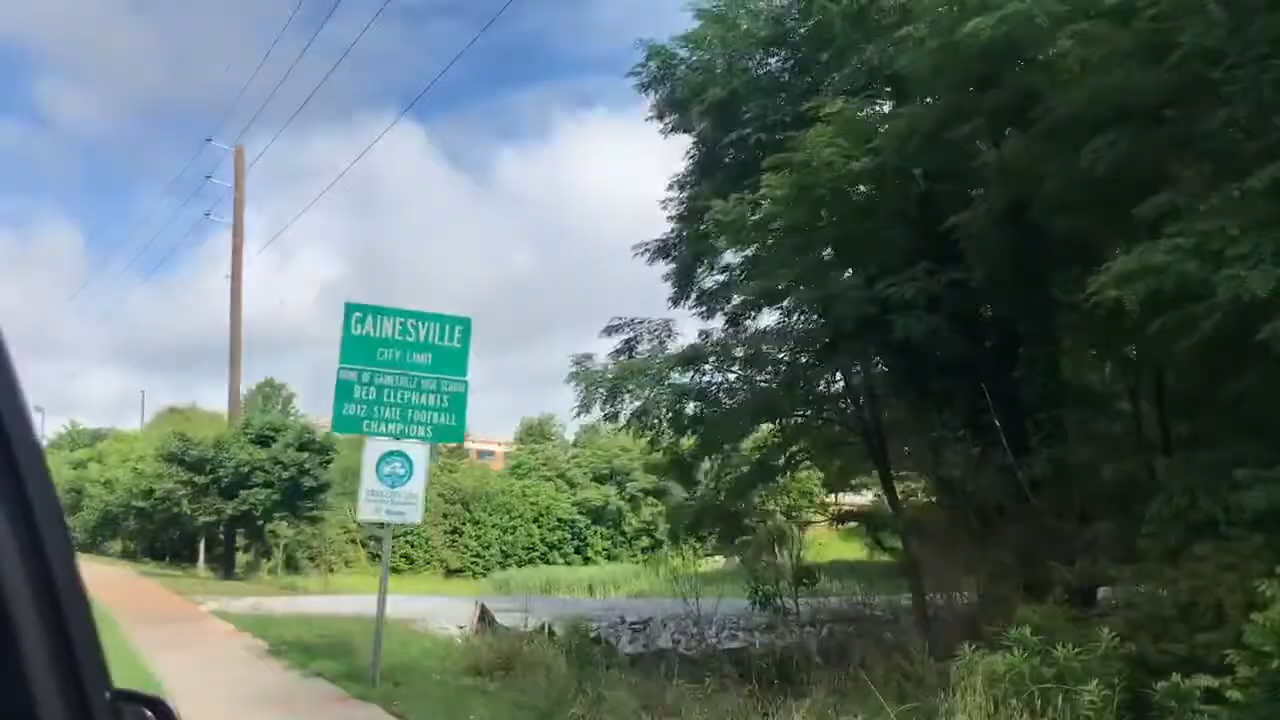 GAINESVILLE
CITY LIMIT
HOME OF GAINESVILLE HIGH SCHOOL
RED ELEPHANTS
2012 STATE FOOTBALL
CHAMPIONS